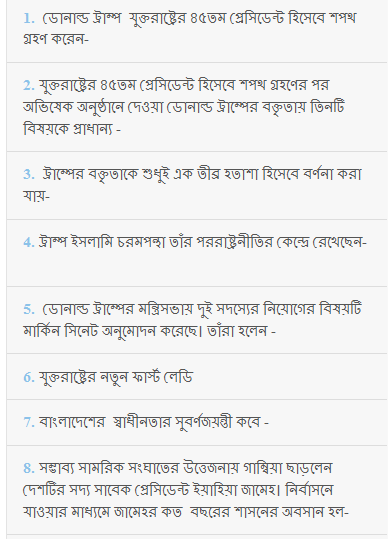 1. ডোনাল্ড ট্রাম্প যুক্তরাষ্ট্রের ৪৫তম প্রেসিডেন্ট হিসেবে শপথ
গ্রহণ করেন-
2. যুক্তরাষ্ট্রের ৪৫তম প্রেসিডেন্ট হিসেবে শপথ গ্রহণের পর
অভিষেক অনুষ্ঠানে দেওয়া ডোনাল্ড ট্রাম্পের বক্তৃতায় তিনটি
বিষয়কে প্রাধান্য -
3. ট্রাম্পের বক্তৃতাকে শুধুই এক তীব্র হতাশা হিসেবে বর্ণনা করা
যায়-
4. ট্রাম্প ইসলামি চরমপন্থা তাঁর পররাষ্ট্রনীতির কেন্দ্রে রেখেছেন-
5. ডোনাল্ড ট্রাম্পের মন্ত্রিসভায় দুই সদস্যের নিয়োগের বিষয়টি
মার্কিন সিনেট অনুমোদন করেছে। তাঁরা হলেন -
6. যুক্তরাষ্ট্রের নতুন ফার্স্ট লেডি
7. বাংলাদেশের স্বাধীনতার সুবর্ণজয়ন্তী কবে -
8. সম্ভাব্য সামরিক সংঘাতের উত্তেজনায় গাম্বিয়া ছাড়লেন
দেশটির সদ্য সাবেক প্রেসিডেন্ট ইয়াহিয়া জামেহ। নির্বাসনে
যাওয়ার মাধ্যমে জামেহর কত বছরের শাসনের অবসান হল-